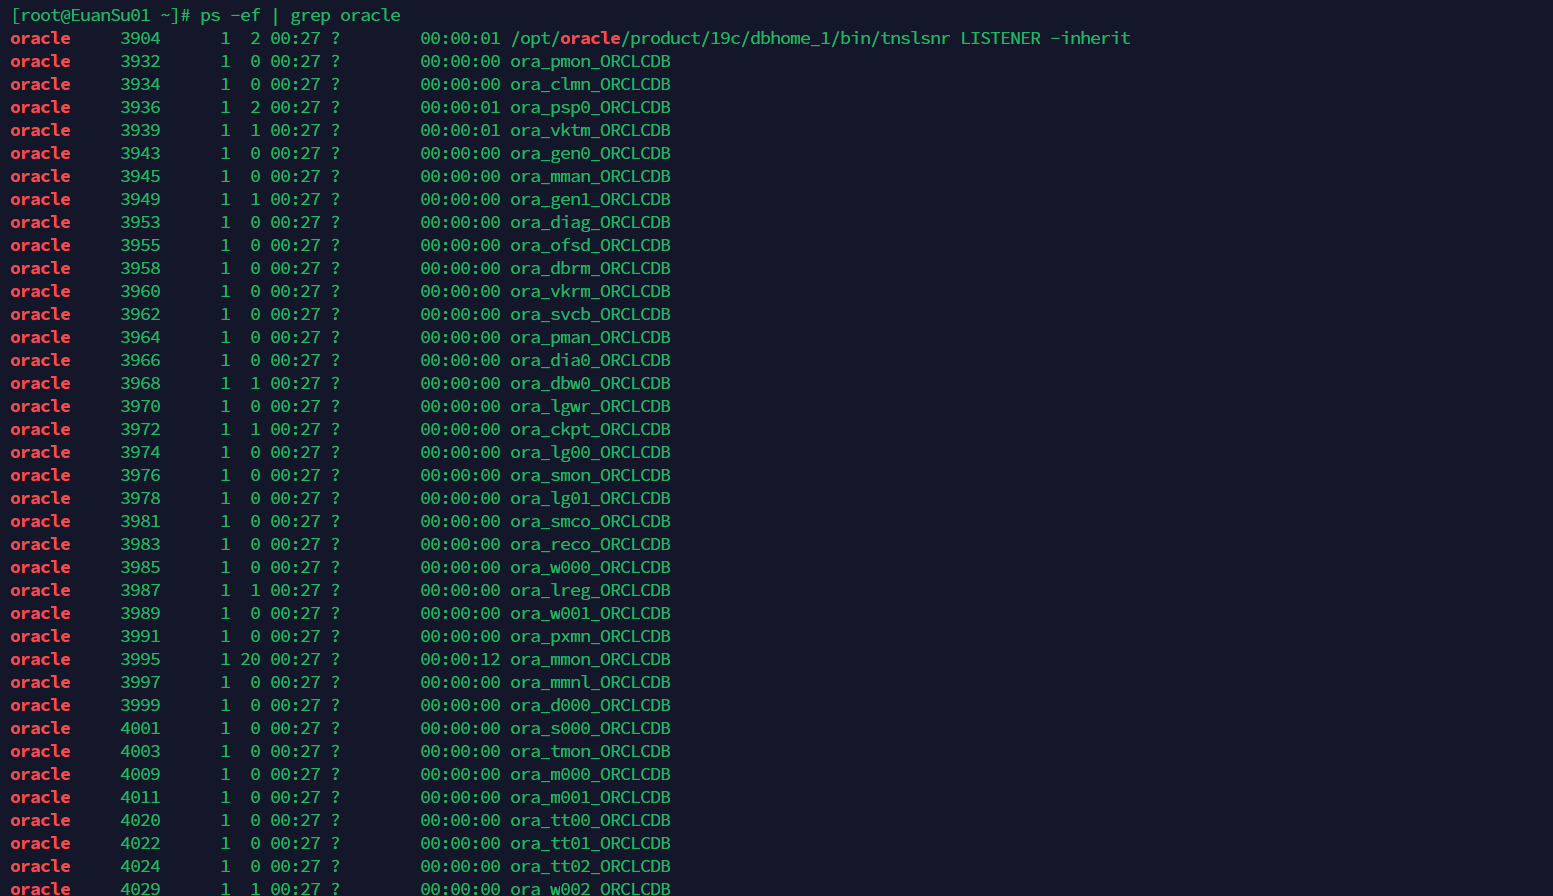 [root@EuanSu01 ~]# ps -ef | grep oracle
oracle     3904      1  2 00:27 ?        00:00:01 /opt/oracle/product/19c/dbhome_1/bin/tnslsnr LISTENER -inherit
oracle     3932      1  0 00:27 ?        00:00:00 ora_pmon_ORCLCDB
oracle     3934      1  0 00:27 ?        00:00:00 ora_clmn_ORCLCDB
oracle     3936      1  2 00:27 ?        00:00:01 ora_psp0_ORCLCDB
oracle     3939      1  1 00:27 ?        00:00:01 ora_vktm_ORCLCDB
oracle     3943      1  0 00:27 ?        00:00:00 ora_gen0_ORCLCDB
oracle     3945      1  0 00:27 ?        00:00:00 ora_mman_ORCLCDB
oracle     3949      1  1 00:27 ?        00:00:00 ora_gen1_ORCLCDB
oracle     3953      1  0 00:27 ?        00:00:00 ora_diag_ORCLCDB
oracle     3955      1  0 00:27 ?        00:00:00 ora_ofsd_ORCLCDB
oracle     3958      1  0 00:27 ?        00:00:00 ora_dbrm_ORCLCDB
oracle     3960      1  0 00:27 ?        00:00:00 ora_vkrm_ORCLCDB
oracle     3962      1  0 00:27 ?        00:00:00 ora_svcb_ORCLCDB
oracle     3964      1  0 00:27 ?        00:00:00 ora_pman_ORCLCDB
oracle     3966      1  0 00:27 ?        00:00:00 ora_dia0_ORCLCDB
oracle     3968      1  1 00:27 ?        00:00:00 ora_dbw0_ORCLCDB
oracle     3970      1  0 00:27 ?        00:00:00 ora_lgwr_ORCLCDB
oracle     3972      1  1 00:27 ?        00:00:00 ora_ckpt_ORCLCDB
oracle     3974      1  0 00:27 ?        00:00:00 ora_lg00_ORCLCDB
oracle     3976      1  0 00:27 ?        00:00:00 ora_smon_ORCLCDB
oracle     3978      1  0 00:27 ?        00:00:00 ora_lg01_ORCLCDB
oracle     3981      1  0 00:27 ?        00:00:00 ora_smco_ORCLCDB
oracle     3983      1  0 00:27 ?        00:00:00 ora_reco_ORCLCDB
oracle     3985      1  0 00:27 ?        00:00:00 ora_w000_ORCLCDB
oracle     3987      1  1 00:27 ?        00:00:00 ora_lreg_ORCLCDB
oracle     3989      1  0 00:27 ?        00:00:00 ora_w001_ORCLCDB
oracle     3991      1  0 00:27 ?        00:00:00 ora_pxmn_ORCLCDB
oracle     3995      1 20 00:27 ?        00:00:12 ora_mmon_ORCLCDB
oracle     3997      1  0 00:27 ?        00:00:00 ora_mmnl_ORCLCDB
oracle     3999      1  0 00:27 ?        00:00:00 ora_d000_ORCLCDB
oracle     4001      1  0 00:27 ?        00:00:00 ora_s000_ORCLCDB
oracle     4003      1  0 00:27 ?        00:00:00 ora_tmon_ORCLCDB
oracle     4009      1  0 00:27 ?        00:00:00 ora_m000_ORCLCDB
oracle     4011      1  0 00:27 ?        00:00:00 ora_m001_ORCLCDB
oracle     4020      1  0 00:27 ?        00:00:00 ora_tt00_ORCLCDB
oracle     4022      1  0 00:27 ?        00:00:00 ora_tt01_ORCLCDB
oracle     4024      1  0 00:27 ?        00:00:00 ora_tt02_ORCLCDB
oracle     4029      1  1 00:27 ?        00:00:00 ora_w002_ORCLCDB